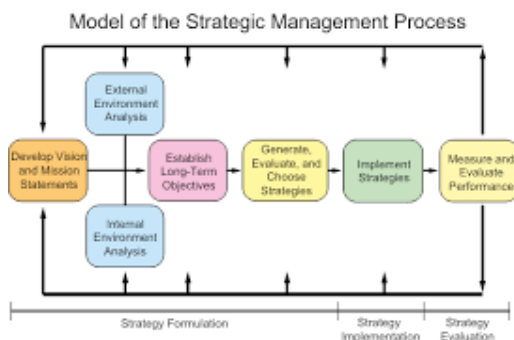 Model of the Strategic Management Process
External
Environment
Analysis
Develop Vision
and Mission
Statements
Establish
Long-Term
Objectives
Generate,
Evaluate, and
Choose
Strategies
Implement
Strategies
Measure and
Evaluate
Performance
Internal
Environment
Analysis
Strategy Formulation
Strategy
Implementation
Strategy
Evaluation